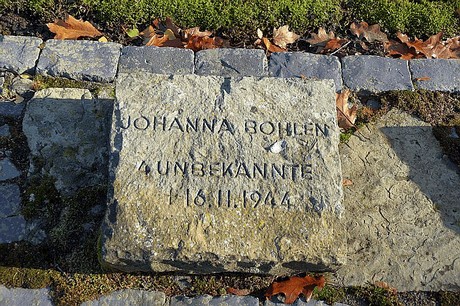 JOHANNA BOHLEN
4 UNBEKANNTE
† 16.11.1944